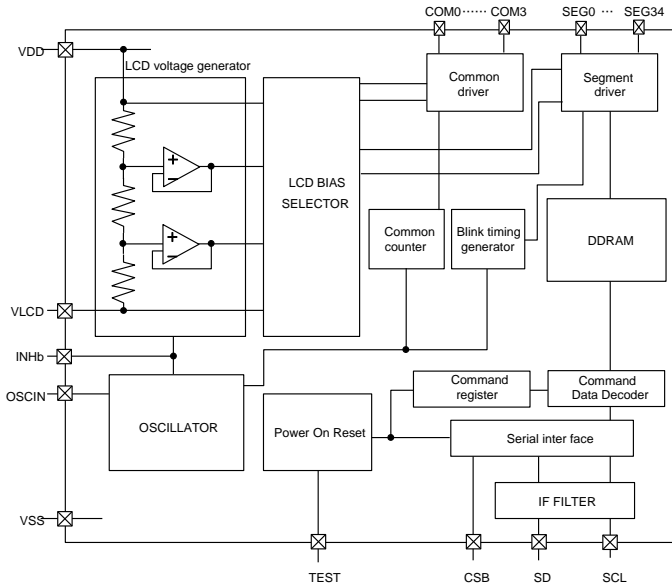 COM0⋯⋯ COM3 SEG0 ⋯ SEG34
VDD
LCD voltage generator
Common
driver
Segment
driver
+
−
LCD BIAS
SELECTOR
Common
counter
Blink timing
generator
DDRAM
+
−
VLCD
INHb
OSCIN
OSCILLATOR
Power On Reset
Command
register
Command
Data Decoder
Serial inter face
IF FILTER
VSS
TEST CSB SD SCL